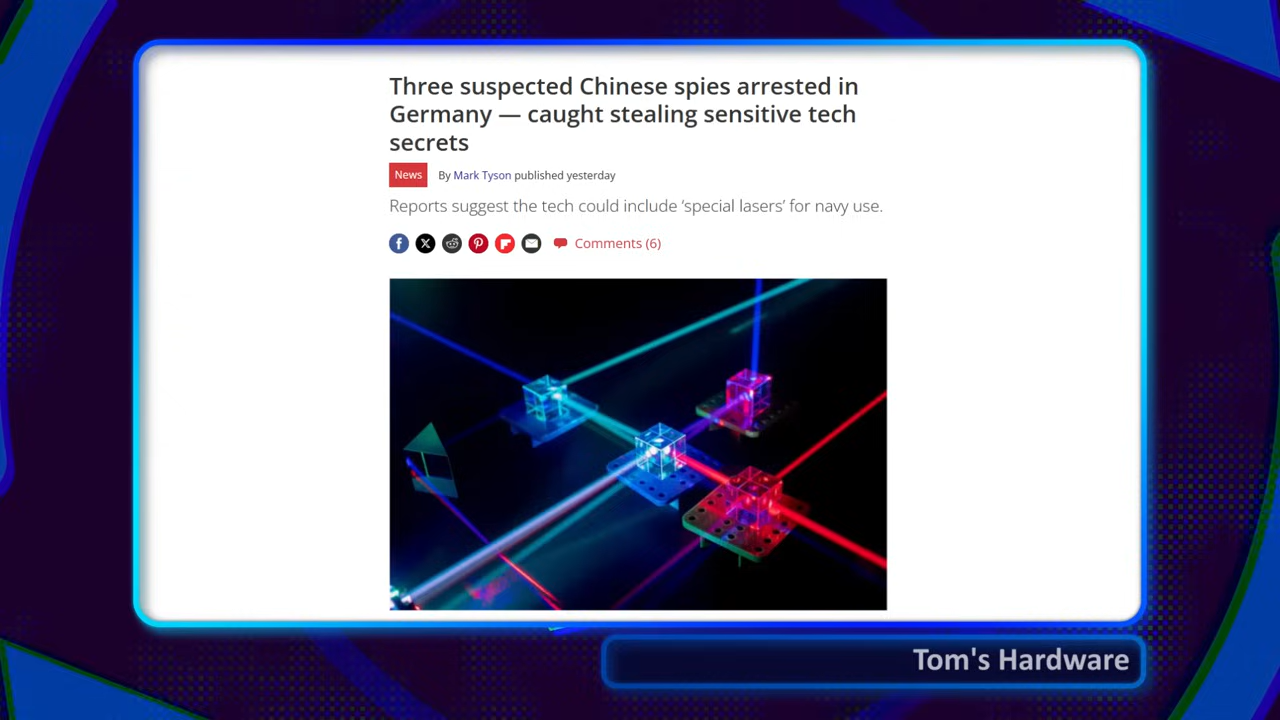 Three suspected Chinese spies arrested in
Germany — caught stealing sensitive tech
secrets
News By Mark Tyson published yesterday
Reports suggest the tech could include ‘special lasers’ for navy use.
Comments (6)
Tom's Hardware